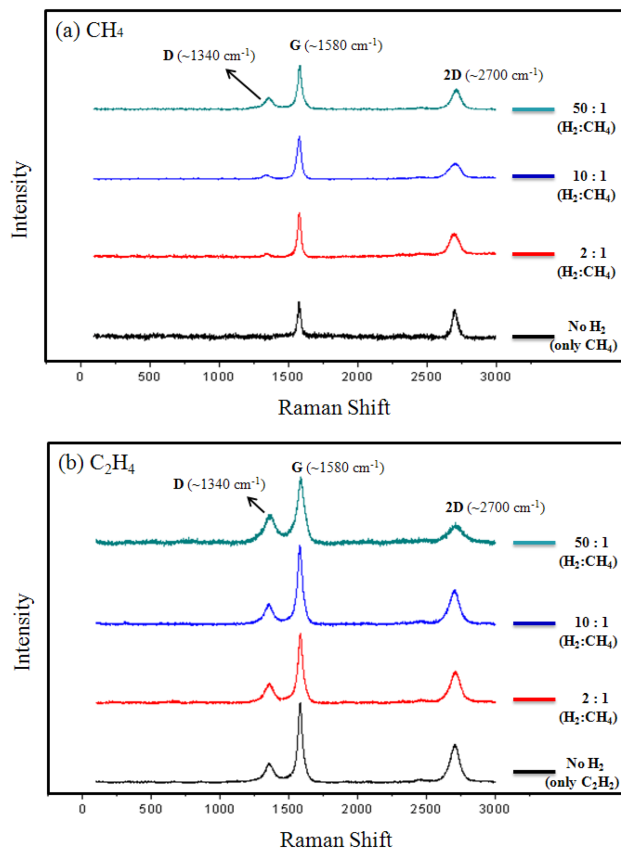 (a) CH₄
D (~1340 cm⁻¹)
G (~1580 cm⁻¹)
2D (~2700 cm⁻¹)
50 : 1
(H₂:CH₄)
10 : 1
(H₂:CH₄)
2 : 1
(H₂:CH₄)
No H₂
(only CH₄)
Intensity
0 500 1000 1500 2000 2500 3000
Raman Shift
(b) C₂H₄
D (~1340 cm⁻¹)
G (~1580 cm⁻¹)
2D (~2700 cm⁻¹)
50 : 1
(H₂:CH₄)
10 : 1
(H₂:CH₄)
2 : 1
(H₂:CH₄)
No H₂
(only C₂H₂)
Intensity
0 500 1000 1500 2000 2500 3000
Raman Shift